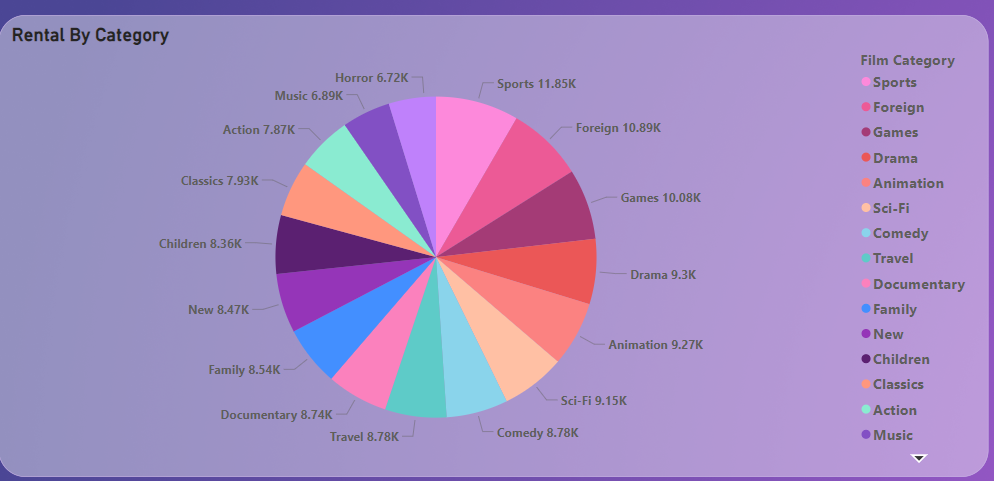 Rental By Category
Horror 6.72K
Sports 11.85K
Music 6.89K
Foreign 10.89K
Action 7.87K
Classics 7.93K
Games 10.08K
Children 8.36K
Drama 9.3K
New 8.47K
Animation 9.27K
Family 8.54K
Sci-Fi 9.15K
Documentary 8.74K
Comedy 8.78K
Travel 8.78K
Film Category
Sports
Foreign
Games
Drama
Animation
Sci-Fi
Comedy
Travel
Documentary
Family
New
Children
Classics
Action
Music